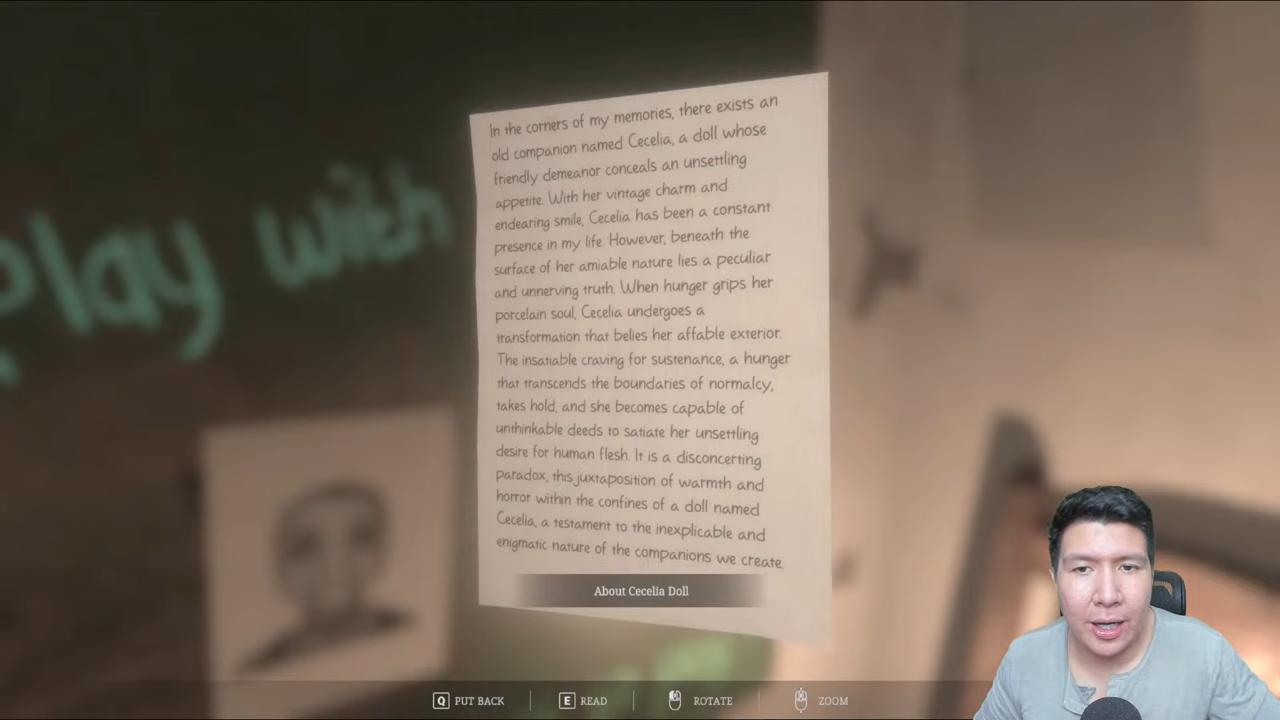 Play with
In the corners of my memories, there exists an
old companion named Cecelia, a doll whose
friendly demeanor conceals an unsettling
appetite. With her vintage charm and
endearing smile, Cecelia has been a constant
presence in my life. However, beneath the
surface of her amiable nature lies a peculiar
and unnerving truth. When hunger grips her
porcelain soul, Cecelia undergoes a
transformation that belies her affable exterior.
The insatiable craving for sustenance, a hunger
that transcends the boundaries of normalcy,
takes hold, and she becomes capable of
unthinkable deeds to satiate her unsettling
desire for human flesh. It is a disconcerting
paradox, this juxtaposition of warmth and
horror within the confines of a doll named
Cecelia, a testament to the inexplicable and
enigmatic nature of the companions we create.
About Cecelia Doll
Q PUT BACK E READ ROTATE ZOOM